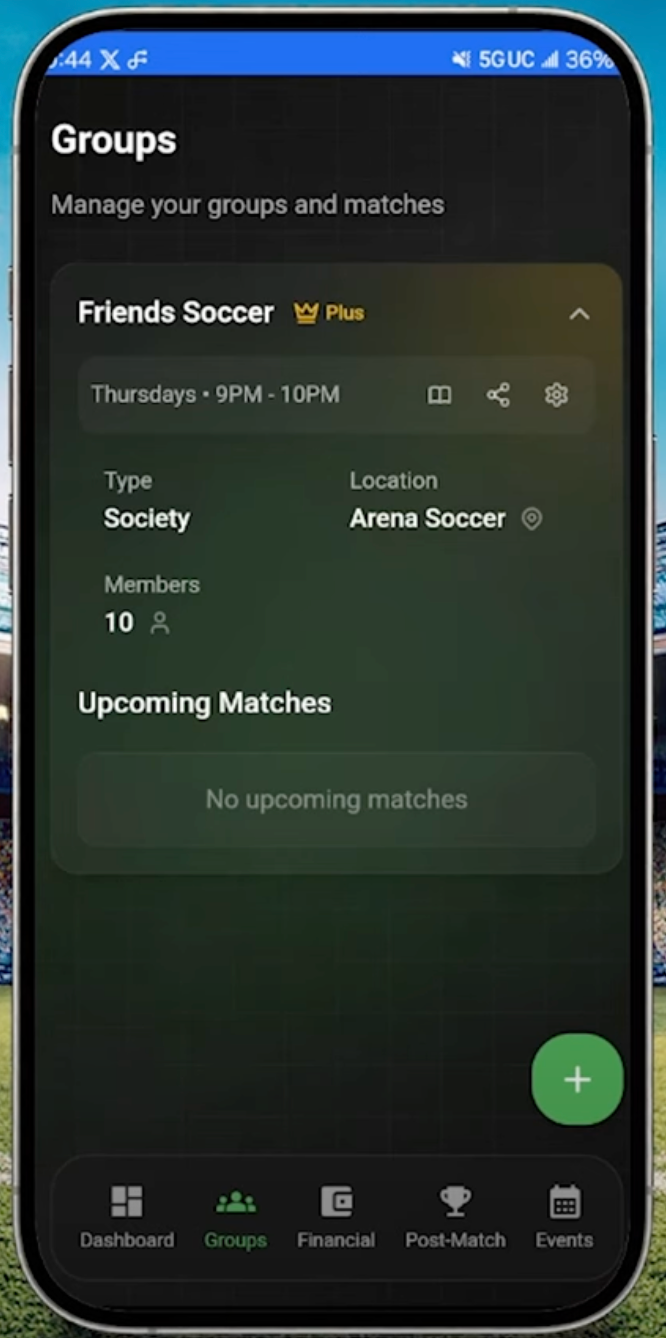 :44
5G UC 36%
Groups
Manage your groups and matches
Friends Soccer Plus
Thursdays • 9PM - 10PM
Type Location
Society Arena Soccer
Members
10
Upcoming Matches
No upcoming matches
Dashboard Groups Financial Post-Match Events